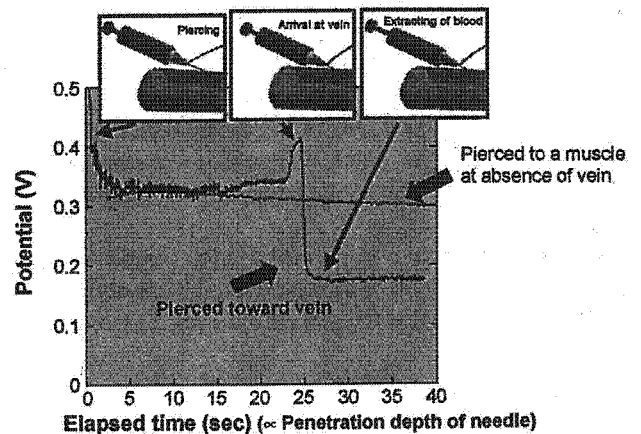 Piercing
Arrival at vein
Extracting of blood
0.5
0.4
0.3
0.2
0.1
0
Potential (V)
Pierced to a muscle
at absence of vein
Pierced toward vein
0 5 10 15 20 25 30 35 40
Elapsed time (sec) (∝ Penetration depth of needle)